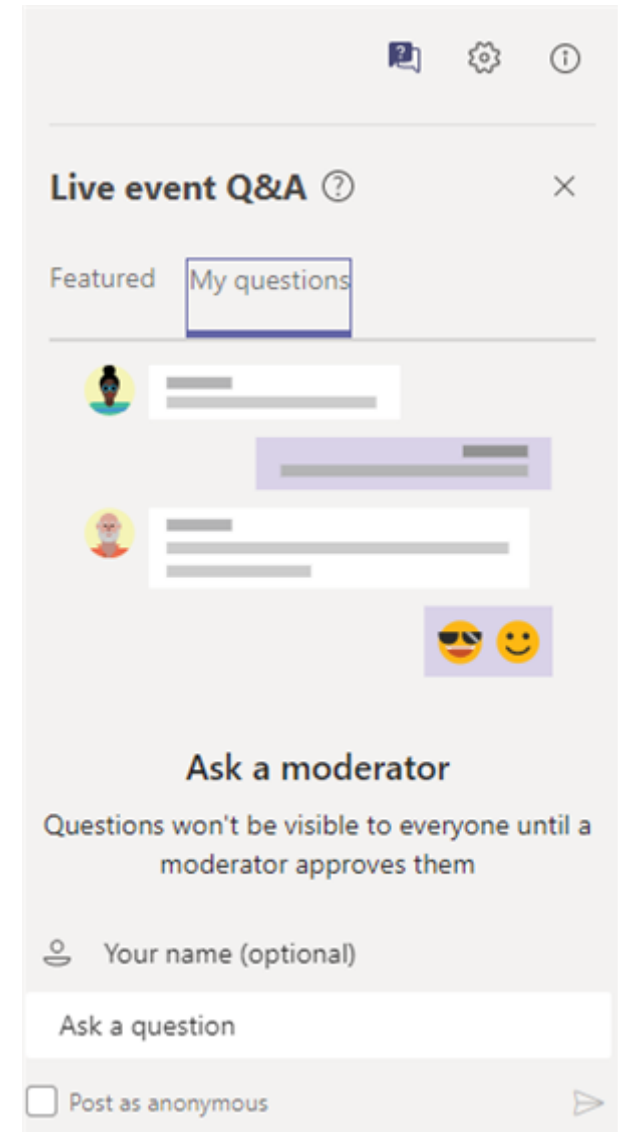 Live event Q&A
Featured My questions
Ask a moderator
Questions won't be visible to everyone until a
moderator approves them
Your name (optional)
Ask a question
Post as anonymous